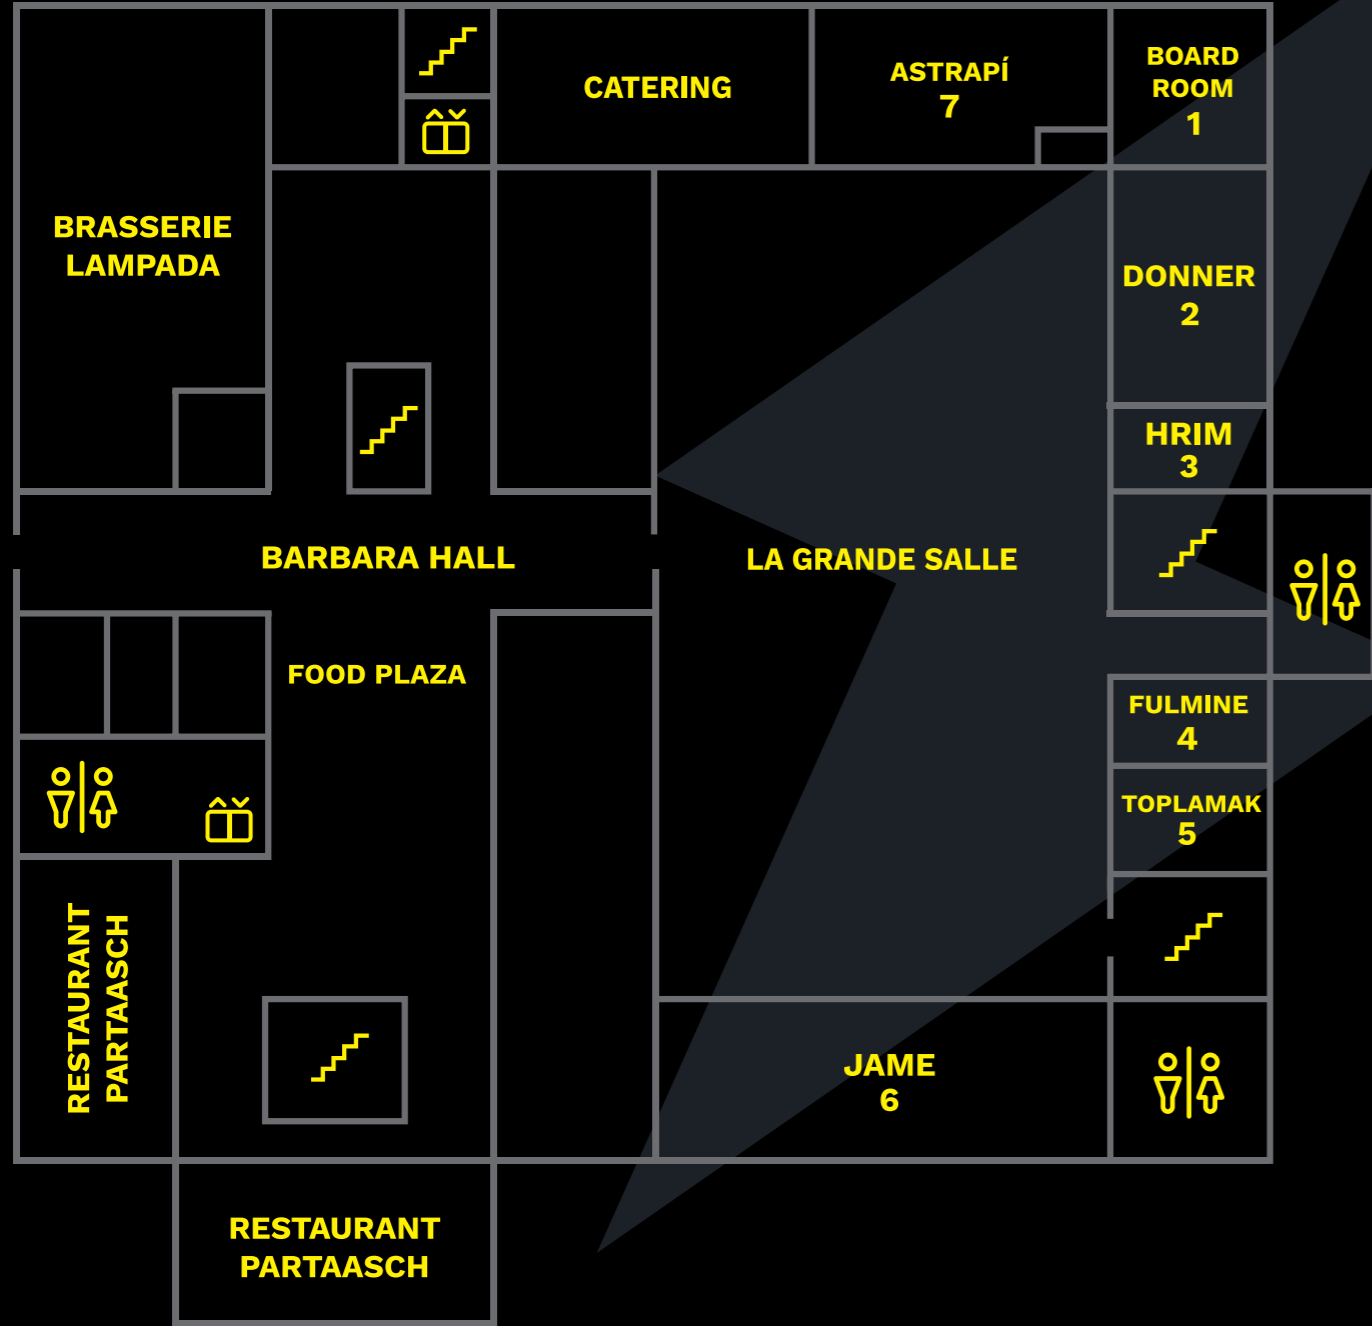 CATERING
ASTRAPÍ
7
BOARD
ROOM
1
BRASSERIE
LAMPADA
DONNER
2
HRIM
3
BARBARA HALL
LA GRANDE SALLE
FOOD PLAZA
FULMINE
4
TOPLAMAK
5
RESTAURANT
PARTAASCH
JAME
6
RESTAURANT
PARTAASCH